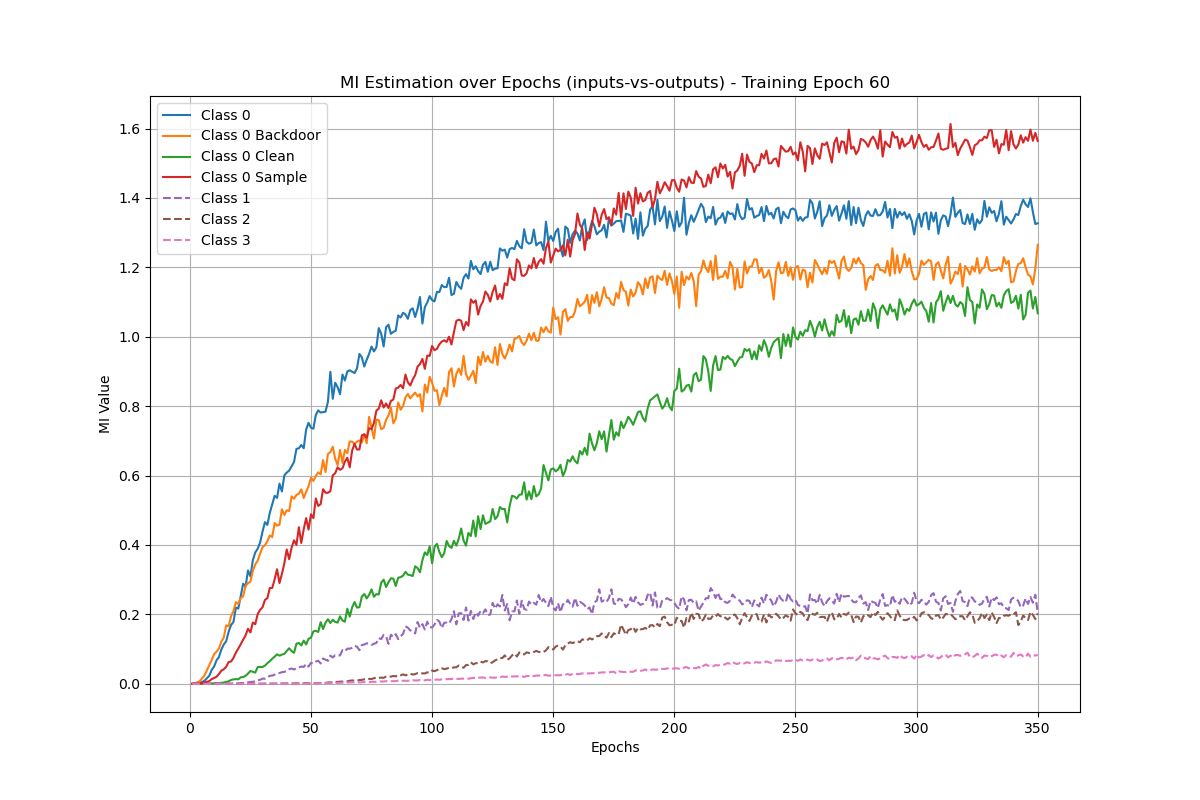 MI Estimation over Epochs (inputs-vs-outputs) - Training Epoch 60
Class 0
Class 0 Backdoor
Class 0 Clean
Class 0 Sample
Class 1
Class 2
Class 3
MI Value
1.6
1.4
1.2
1.0
0.8
0.6
0.4
0.2
0.0
0 50 100 150 200 250 300 350
Epochs